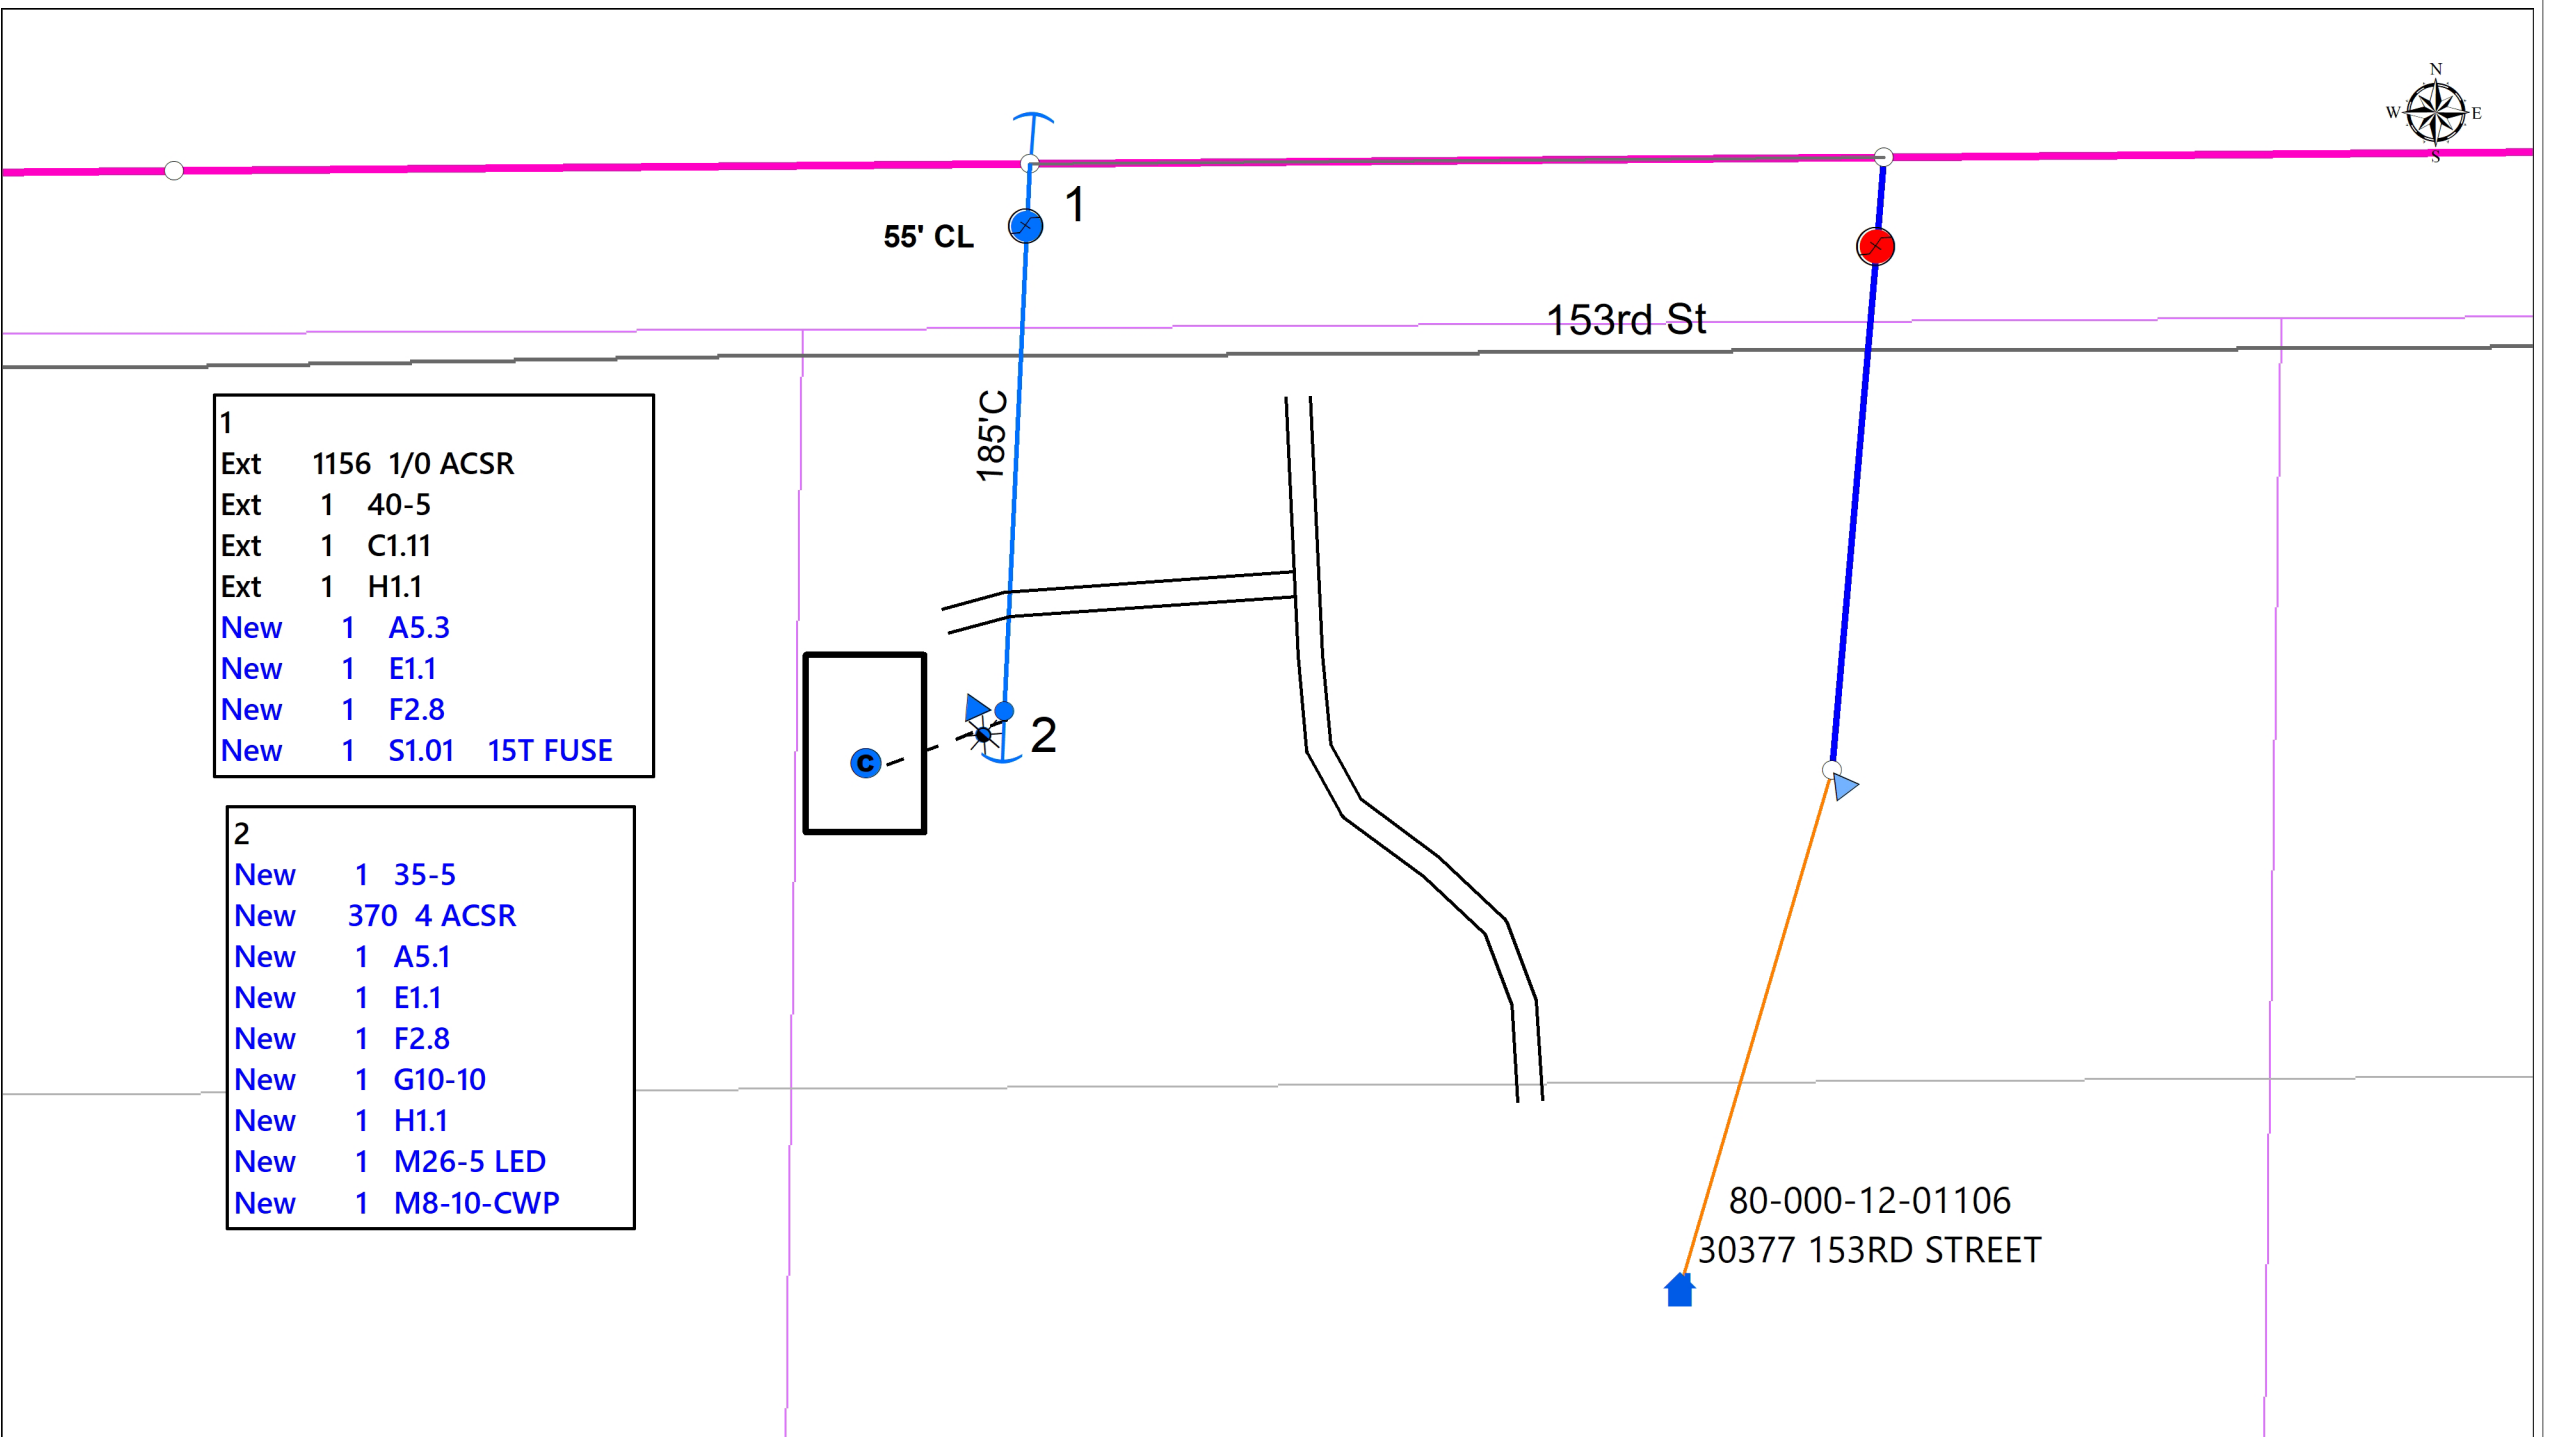 N
W E
S
1
55' CL
153rd St
185'C
1
Ext 1156 1/0 ACSR
Ext 1 40-5
Ext 1 C1.11
Ext 1 H1.1
New 1 A5.3
New 1 E1.1
New 1 F2.8
New 1 S1.01 15T FUSE
2
C
2
New 1 35-5
New 370 4 ACSR
New 1 A5.1
New 1 E1.1
New 1 F2.8
New 1 G10-10
New 1 H1.1
New 1 M26-5 LED
New 1 M8-10-CWP
80-000-12-01106
30377 153RD STREET